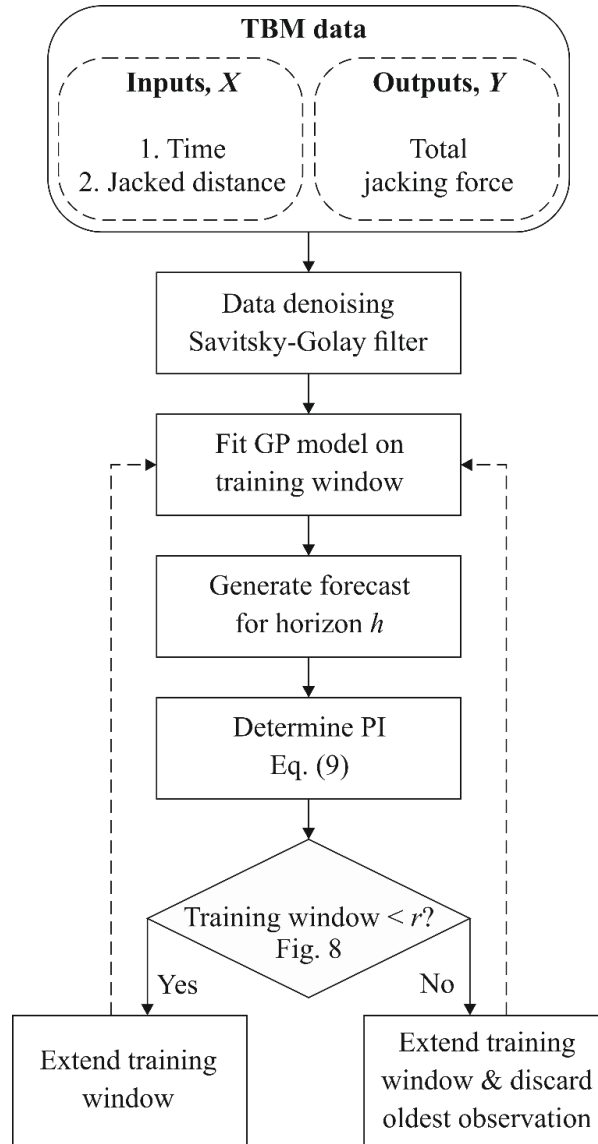 TBM data
Inputs, X
1. Time
2. Jacked distance
Outputs, Y
Total
jacking force
Data denoising
Savitsky-Golay filter
Fit GP model on
training window
Generate forecast
for horizon h
Determine PI
Eq. (9)
Training window < r?
Fig. 8
Yes
No
Extend training
window
Extend training
window & discard
oldest observation